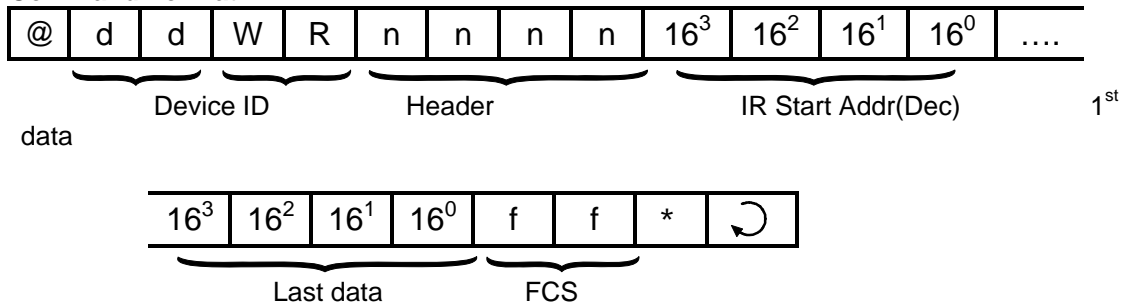 @ d d W R n n n n 16³ 16² 16¹ 16⁰ ....
Device ID Header IR Start Addr(Dec) 1ˢᵗ
data
16³ 16² 16¹ 16⁰ f f *
Last data FCS